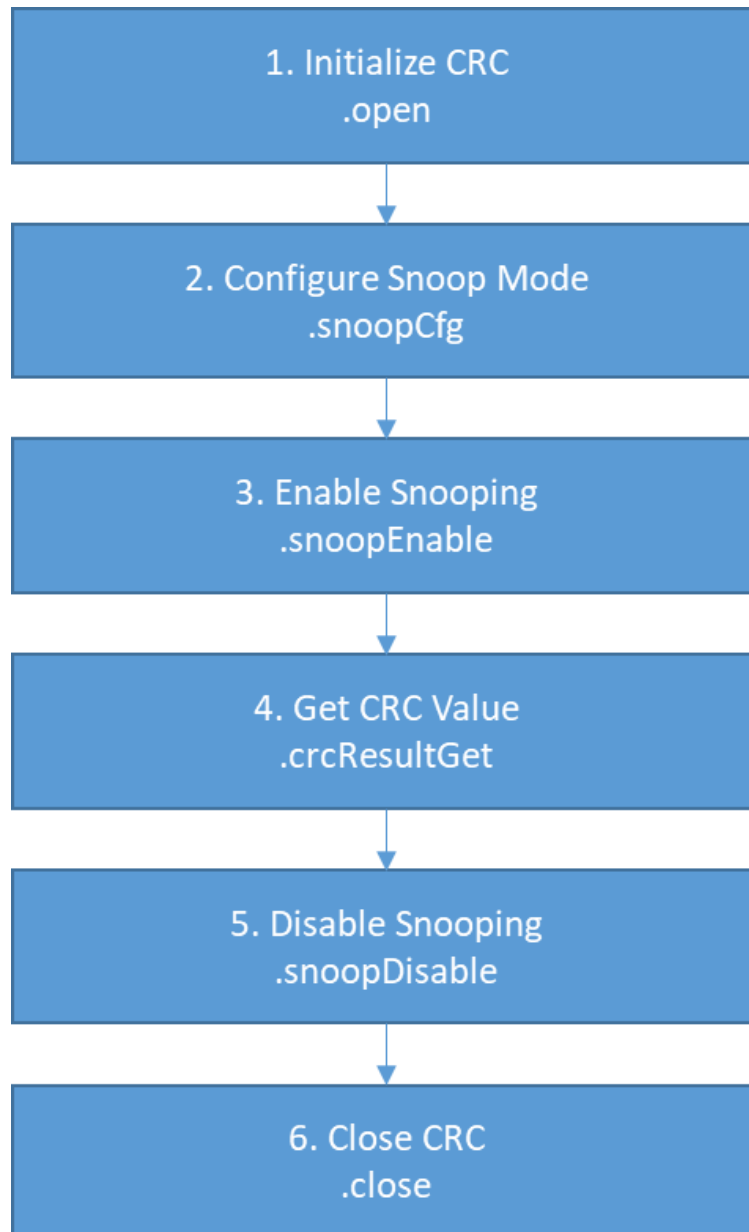 1. Initialize CRC
.open
2. Configure Snoop Mode
.snoopCfg
3. Enable Snooping
.snoopEnable
4. Get CRC Value
.crcResultGet
5. Disable Snooping
.snoopDisable
6. Close CRC
.close